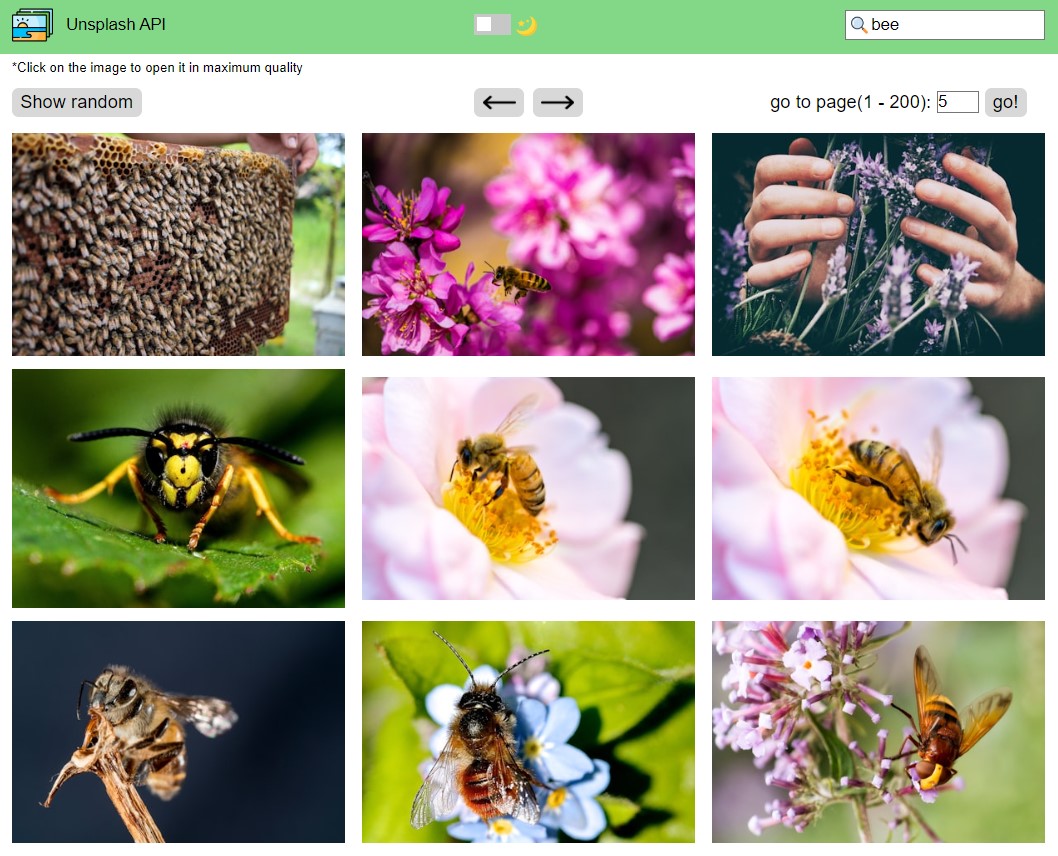 Unsplash API
bee
*Click on the image to open it in maximum quality
Show random
go to page(1 - 200): 5 go!